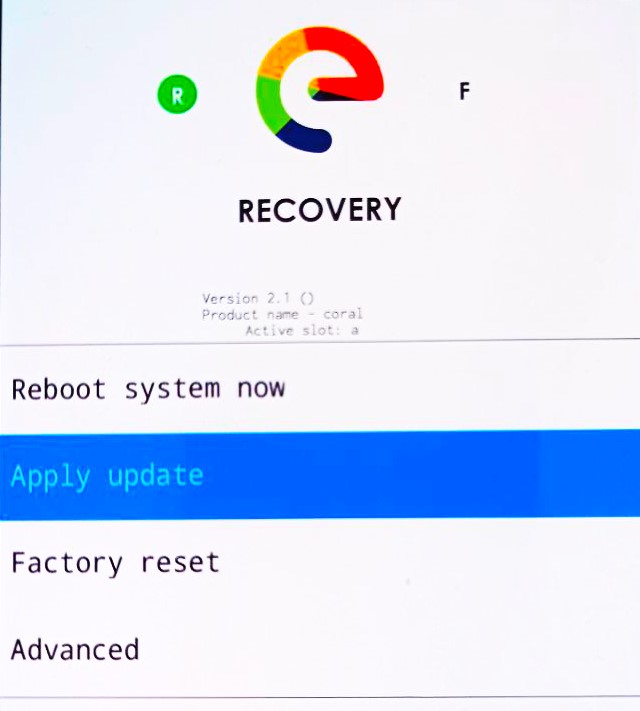 R
F
RECOVERY
Version 2.1 ()
Product name - coral
Active slot: a
Reboot system now
Apply update
Factory reset
Advanced